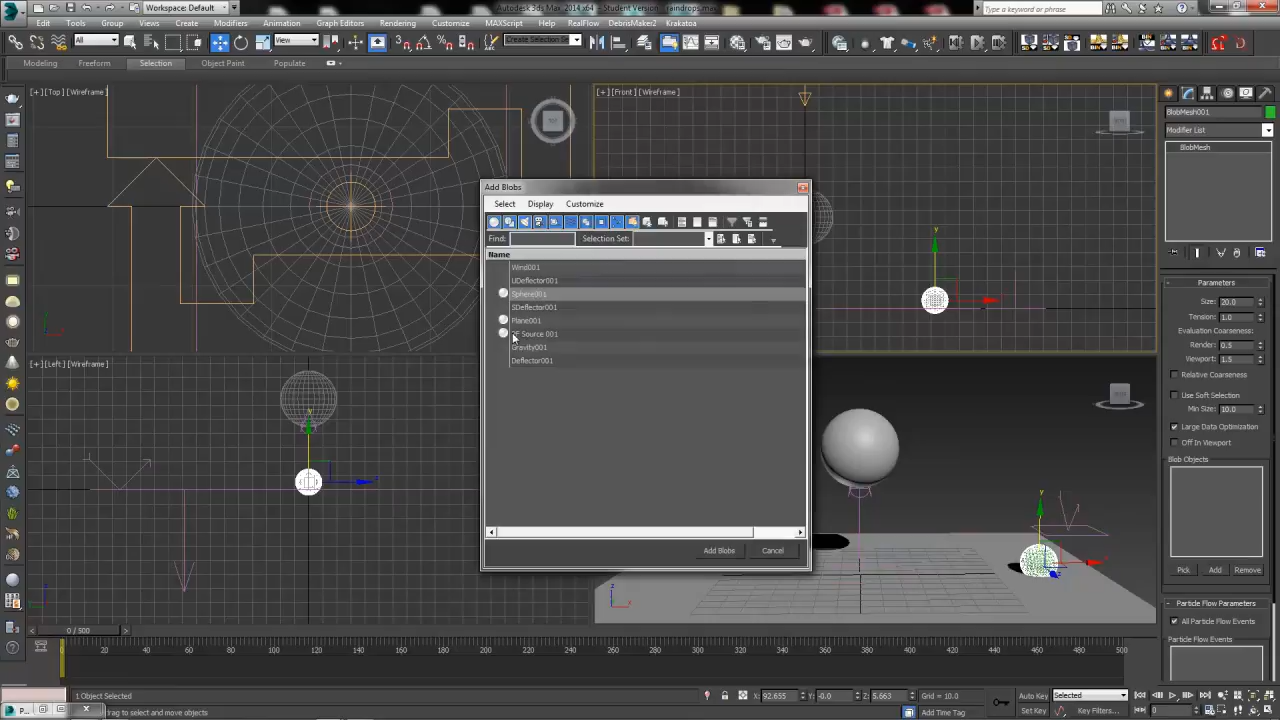 Workspace: Default
Autodesk 3ds Max 2014 x64 - Student Version raindrops.max
Type a keyword or phrase
Edit Tools Group Views Create Modifiers Animation Graph Editors Rendering Customize MAXScript Help RealFlow DebrisMaker2 Krakatoa
All
View
Create Selection Se
Modeling Freeform Selection Object Paint Populate
[+] [Top] [Wireframe]
[+] [Front] [Wireframe]
TOP
BlobMesh001
Modifier List
BlobMesh
Add Blobs
Select Display Customize
Find:
Selection Set:
Name
Wind001
UDeflector001
Sphere001
SDeflector001
Plane001
PF Source 001
Gravity001
Deflector001
Add Blobs Cancel
y
[+] [Left] [Wireframe]
y
z
y
x
z
x
Parameters
Size: 20.0
Tension: 1.0
Evaluation Coarseness:
Render: 0.5
Viewport: 1.5
Relative Coarseness
Use Soft Selection
Min Size: 10.0
Large Data Optimization
Off In Viewport
Blob Objects
Pick Add Remove
Particle Flow Parameters
All Particle Flow Events
Particle Flow Events:
0 / 500
20 40 60 80 100 120 140 160 180 200 220 240 260 280 300 320 340 360 380 400 420 440 460 480 500
1 Object Selected
X: 92.655 Y: -0.0 Z: 5.663 Grid = 10.0
Auto Key Selected
P...
drag to select and move objects
Add Time Tag
Set Key Key Filters...
0